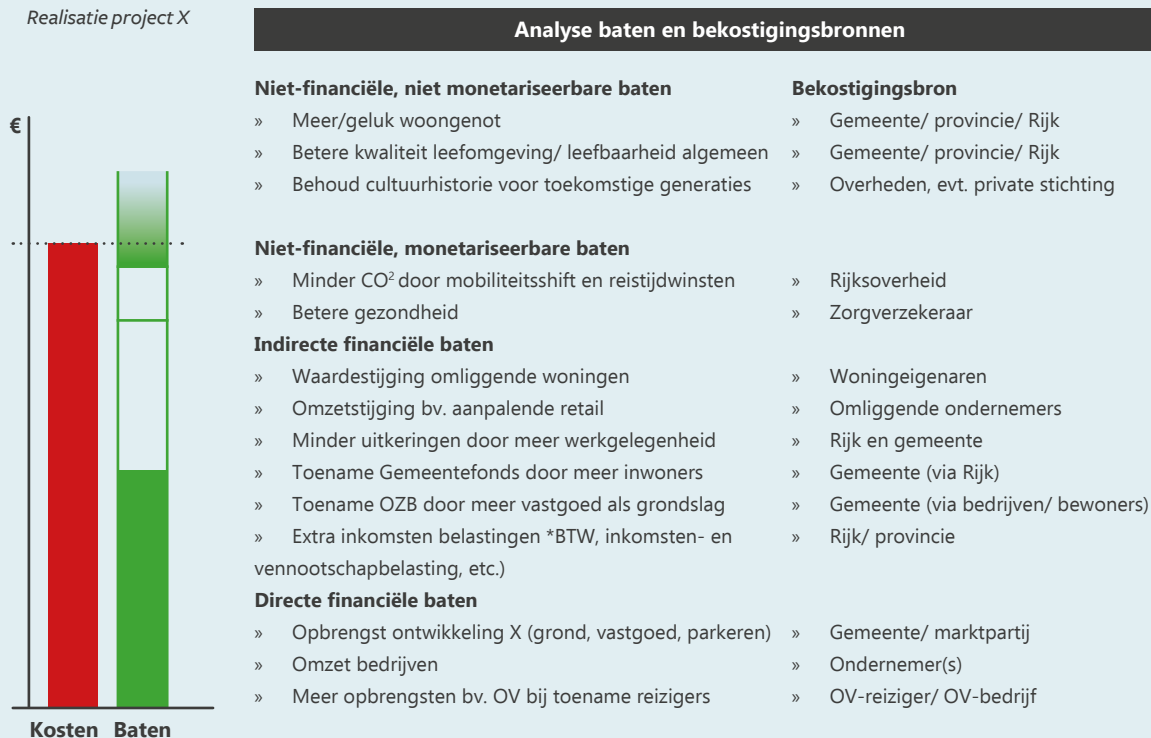 Realisatie project X
Analyse baten en bekostigingsbronnen
€
Niet-financiële, niet monetariseerbare baten
Bekostigingsbron
» Meer/geluk woongenot
» Gemeente/ provincie/ Rijk
» Betere kwaliteit leefomgeving/ leefbaarheid algemeen
» Gemeente/ provincie/ Rijk
» Behoud cultuurhistorie voor toekomstige generaties
» Overheden, evt. private stichting
Niet-financiële, monetariseerbare baten
» Minder CO² door mobiliteitsshift en reistijdwinsten
» Rijksoverheid
» Betere gezondheid
» Zorgverzekeraar
Indirecte financiële baten
» Waardestijging omliggende woningen
» Woningeigenaren
» Omzetstijging bv. aanpalende retail
» Omliggende ondernemers
» Minder uitkeringen door meer werkgelegenheid
» Rijk en gemeente
» Toename Gemeentefonds door meer inwoners
» Gemeente (via Rijk)
» Toename OZB door meer vastgoed als grondslag
» Gemeente (via bedrijven/ bewoners)
» Extra inkomsten belastingen *BTW, inkomsten- en
» Rijk/ provincie
vennootschapbelasting, etc.)
Directe financiële baten
» Opbrengst ontwikkeling X (grond, vastgoed, parkeren)
» Gemeente/ marktpartij
» Omzet bedrijven
» Ondernemer(s)
» Meer opbrengsten bv. OV bij toename reizigers
» OV-reiziger/ OV-bedrijf
Kosten Baten